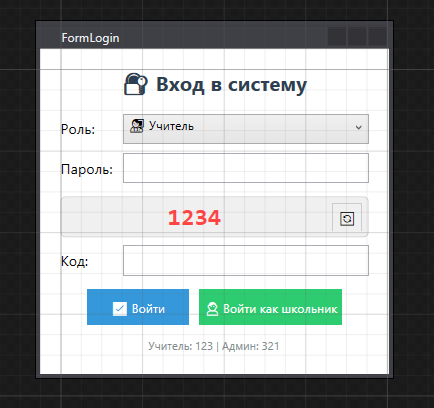 FormLogin
Вход в систему
Роль: Учитель
Пароль:
1234
Код:
Войти Войти как школьник
Учитель: 123 | Админ: 321